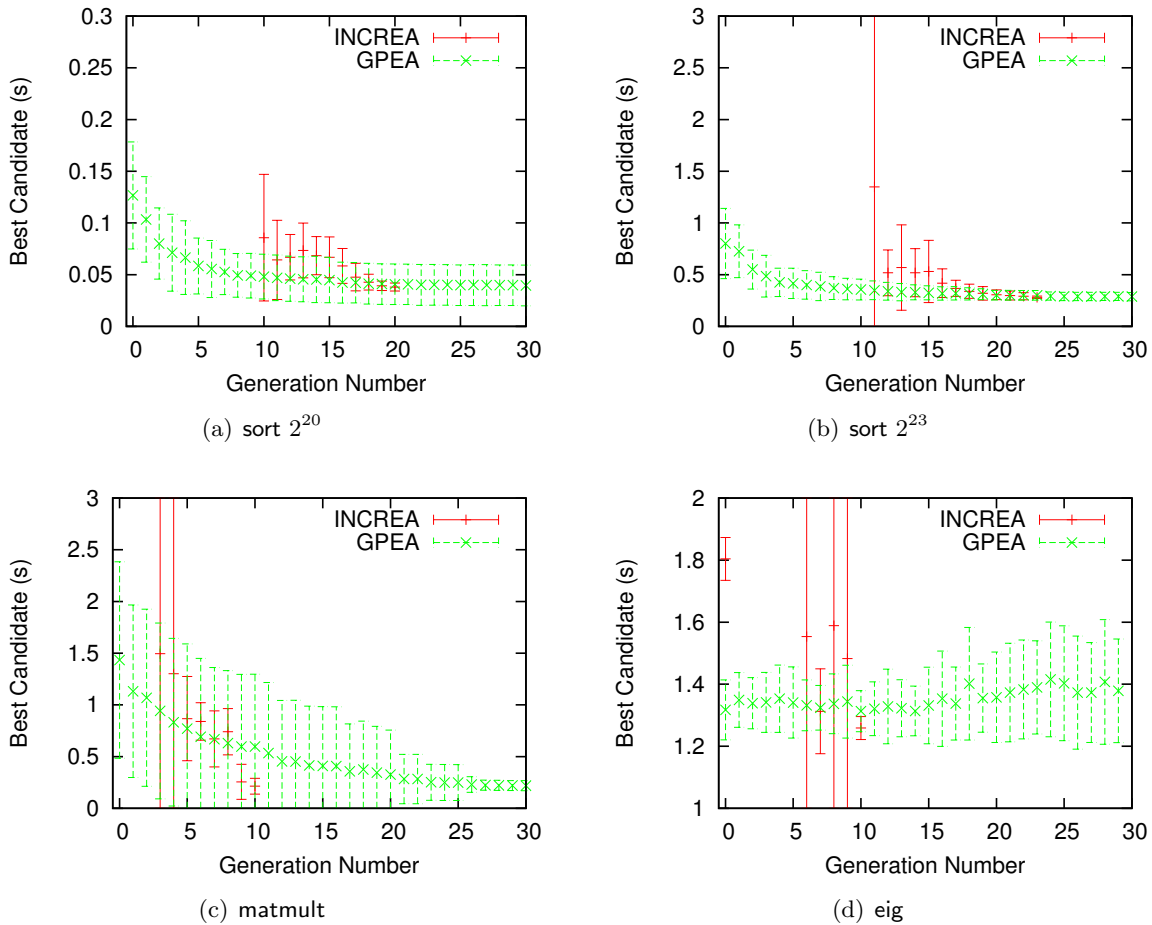 0.3
0.25
0.2
0.15
0.1
0.05
0
Best Candidate (s)
INCREA
GPEA
0 5 10 15 20 25 30
Generation Number
(a) sort 2^20
3
2.5
2
1.5
1
0.5
0
Best Candidate (s)
INCREA
GPEA
0 5 10 15 20 25 30
Generation Number
(b) sort 2^23
3
2.5
2
1.5
1
0.5
0
Best Candidate (s)
INCREA
GPEA
0 5 10 15 20 25 30
Generation Number
(c) matmult
2
1.8
1.6
1.4
1.2
1
Best Candidate (s)
INCREA
GPEA
0 5 10 15 20 25 30
Generation Number
(d) eig